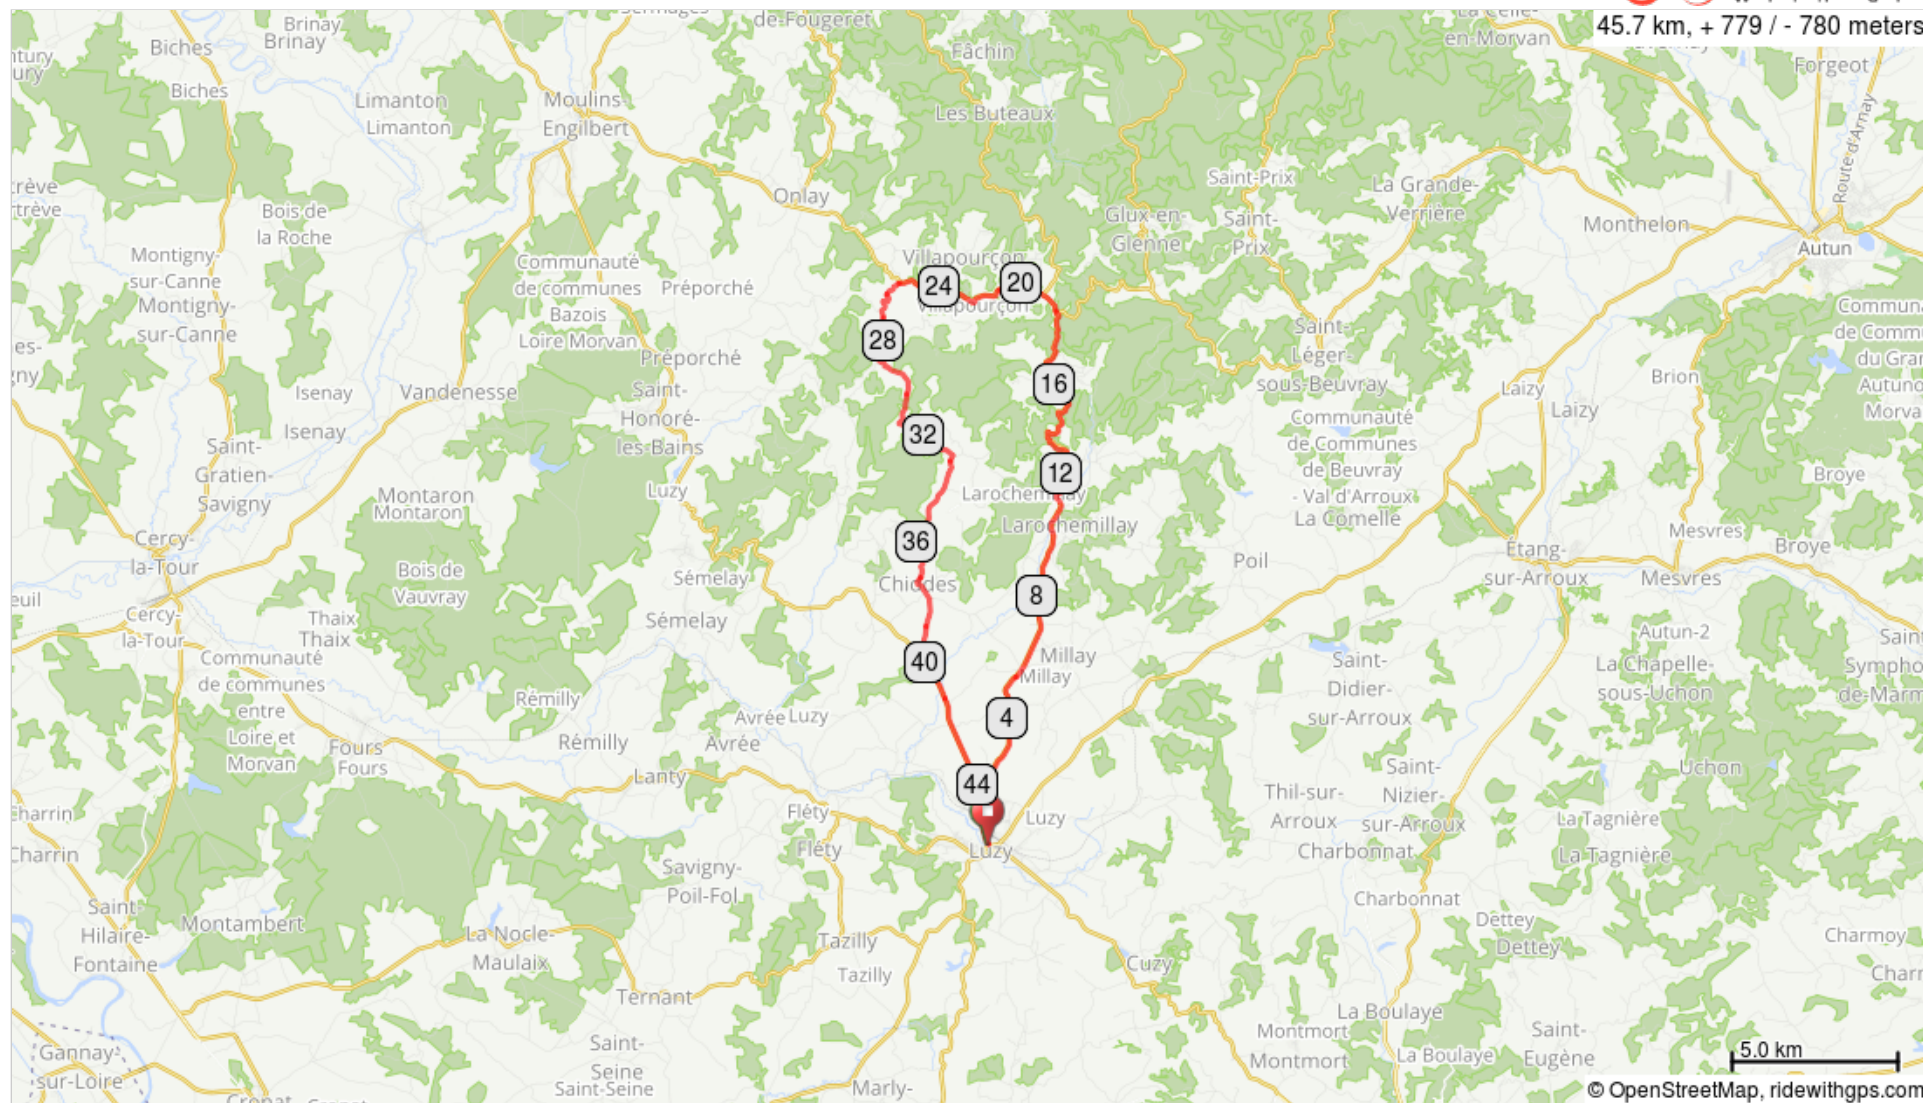 de-Fougeret
Brinay
Brinay
Biches
Biches
Limanton
Limanton
Moulins-
Engilbert
Fâchin
Les Buteaux
en-Morvan
45.7 km, + 779 / - 780 meters
Forgeot
Route d'Arnay
Onlay
Saint-Prix
Saint-
Prix
La Grande-
Verrière
Glux-en-
Glenne
Monthelon
Autun
Bois de
la Roche
Montigny-
sur-Canne
Montigny-
sur-Canne
Communauté
de communes
Bazois
Loire Morvan
Préporché
Préporché
Villapourçon
Villapourçon
24
20
28
16
32
12
36
8
40
4
44
Saint-
Léger-
sous-Beuvray
Communauté
de Communes
de Beuvray
- Val d'Arroux
La Comelle
Laizy
Laizy
Brion
Broye
Mesvres
Broye
Mesvres
Étang-
sur-Arroux
Isenay
Isenay
Vandenesse
Saint-
Honoré-
les-Bains
Luzy
Saint-
Gratien-
Savigny
Montaron
Montaron
Cercy-
la-Tour
Cercy-
la-Tour
Bois de
Vauvray
Thaix
Thaix
Sémelay
Sémelay
Larochemillay
Larochemillay
Poil
Chiddes
Millay
Millay
Communauté
de communes
entre
Loire et
Morvan
Rémilly
Rémilly
Avrée
Luzy
Avrée
Fours
Fours
Lanty
Fléty
Fléty
Luzy
Luzy
Savigny-
Poil-Fol
Saint-
Didier-
sur-Arroux
Autun-2
La Chapelle-
sous-Uchon
Uchon
Saint-
Nizier-
sur-Arroux
Thil-sur-
Arroux
Charbonnat
Charbonnat
La Tagnière
La Tagnière
Dettey
Dettey
Charmoy
Charrin
Saint-
Hilaire-
Fontaine
Montambert
La Nocle-
Maulaix
Ternant
Tazilly
Tazilly
Cuzy
La Boulaye
La Boulaye
Montmort
Montmort
Saint-
Eugène
Gannay-
sur-Loire
Saint-
Seine
Saint-Seine
Marly-
5.0 km
© OpenStreetMap, ridewithgps.com